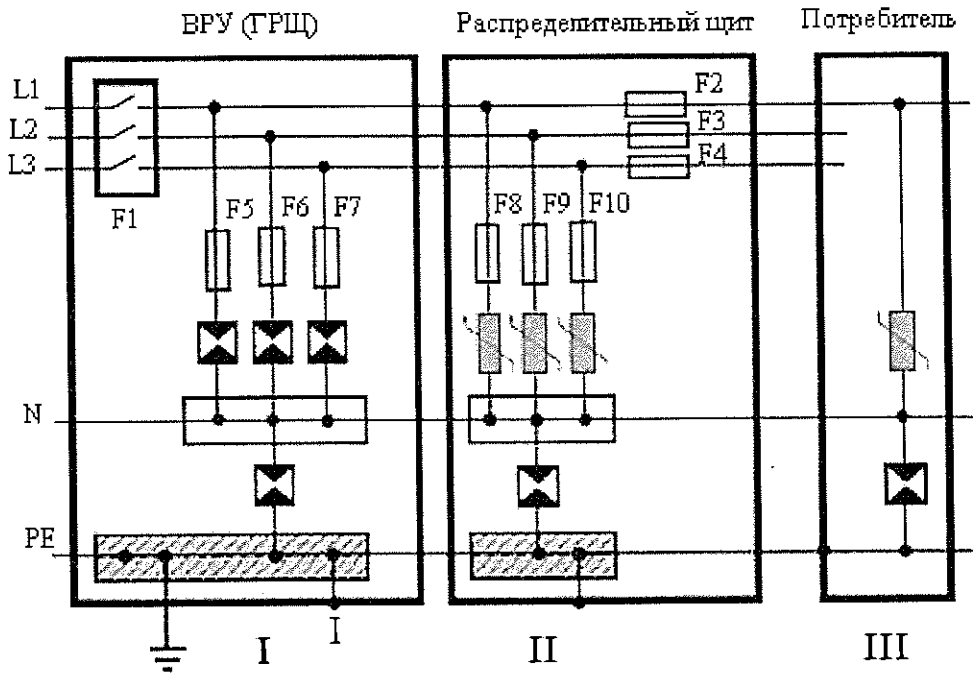 ВРУ (ГРЩ)
Распределительный щит
Потребитель
L1
L2
L3
F1
F2
F3
F4
F5
F6
F7
F8
F9
F10
N
PE
I
I
II
III